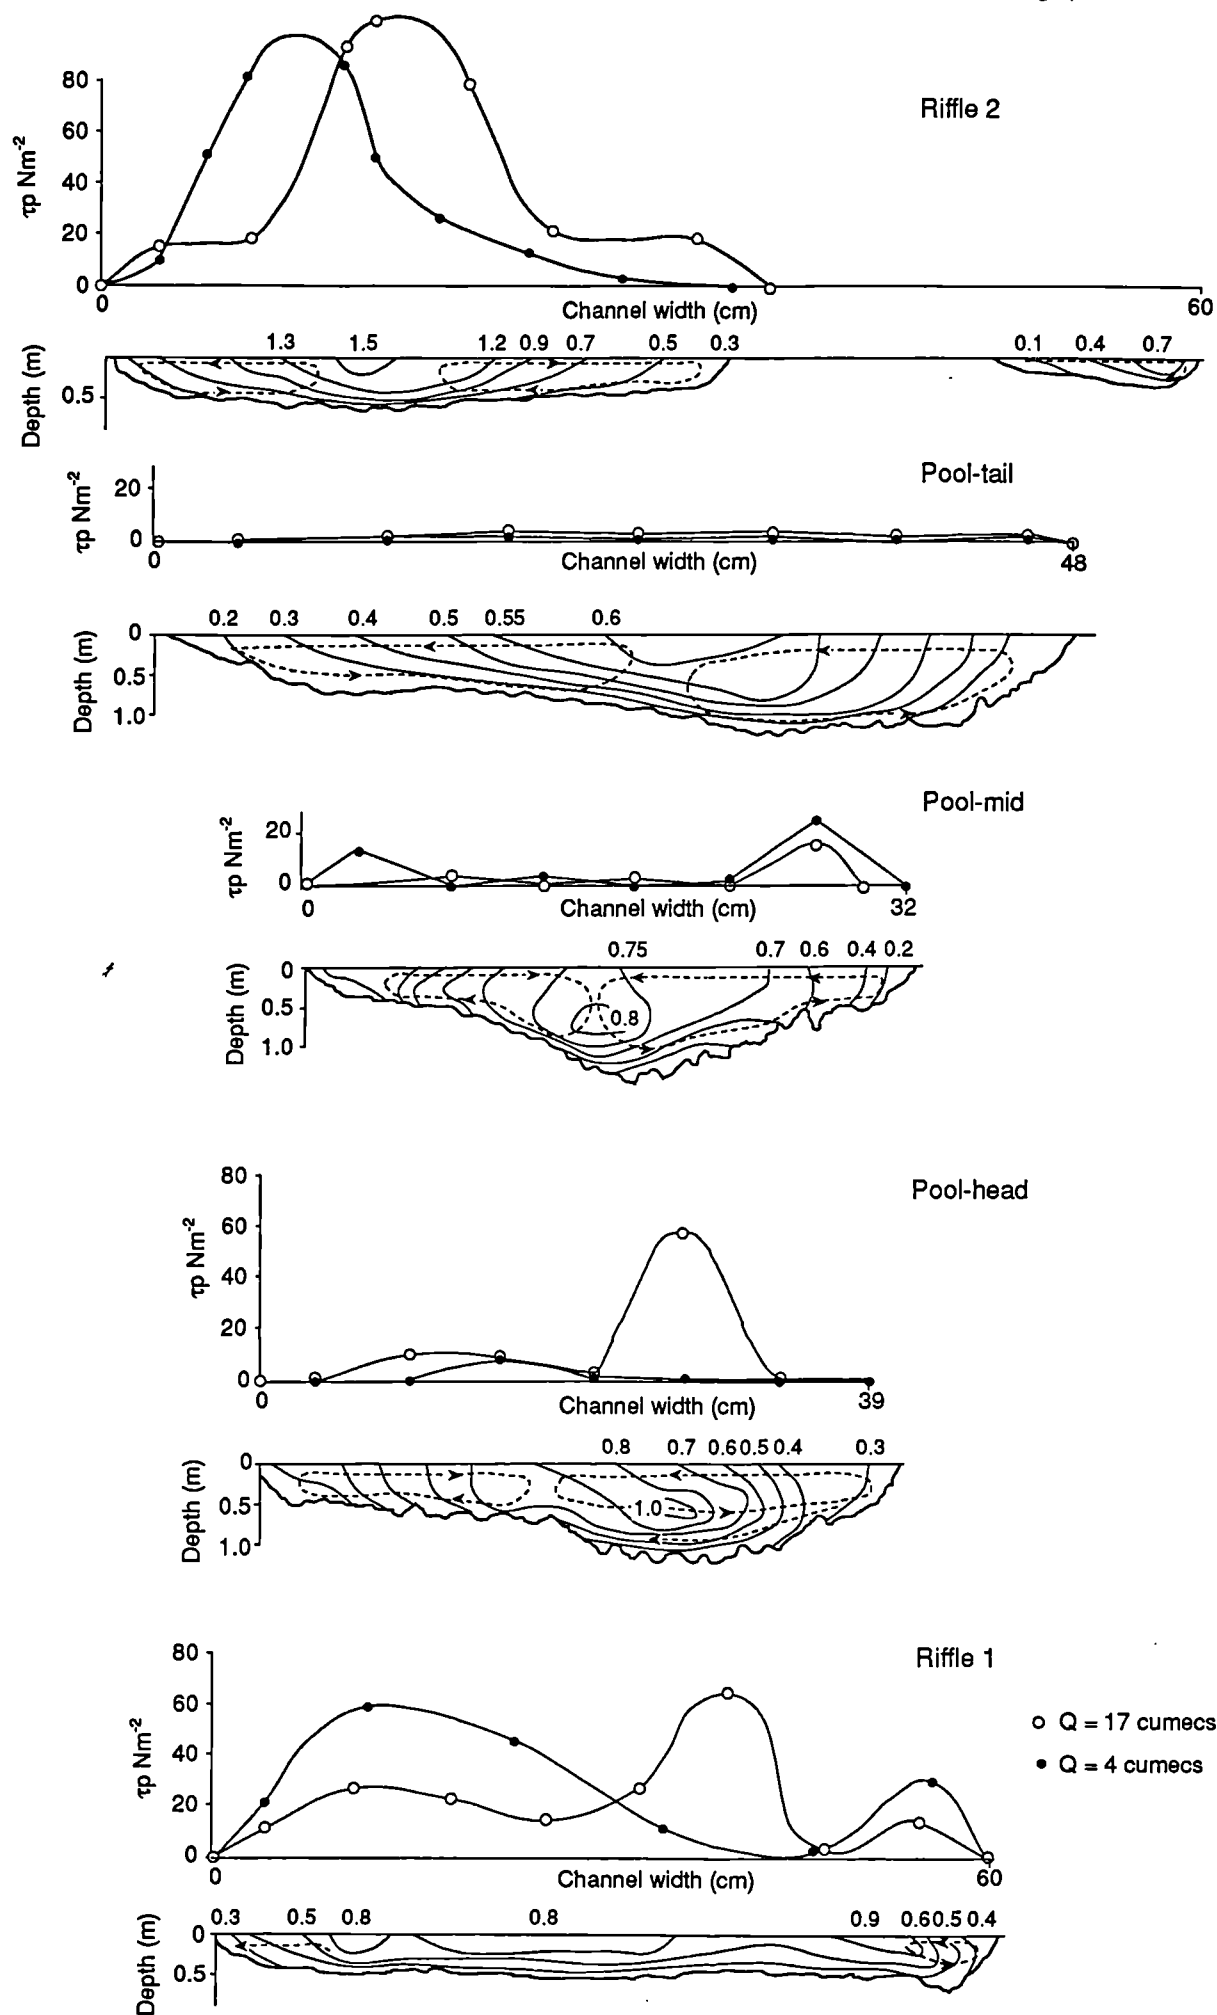 Riffle 2
80
60
40
20
0
τp Nm-2
0 Channel width (cm) 60
1.3 1.5 1.2 0.9 0.7 0.5 0.3 0.1 0.4 0.7
Depth (m)
0.5
Pool-tail
20
0
τp Nm-2
0 Channel width (cm) 48
0.2 0.3 0.4 0.5 0.55 0.6
Depth (m)
0
0.5
1.0
Pool-mid
20
0
τp Nm-2
0 Channel width (cm) 32
0.75 0.7 0.6 0.4 0.2
Depth (m)
0
0.5
1.0
0.8
Pool-head
80
60
40
20
0
τp Nm-2
0 Channel width (cm) 39
0.8 0.7 0.6 0.5 0.4 0.3
Depth (m)
0
0.5
1.0
1.0
Riffle 1
80
60
40
20
0
τp Nm-2
Q = 17 cumecs
Q = 4 cumecs
0 Channel width (cm) 60
0.3 0.5 0.8 0.8 0.9 0.6 0.5 0.4
Depth (m)
0
0.5